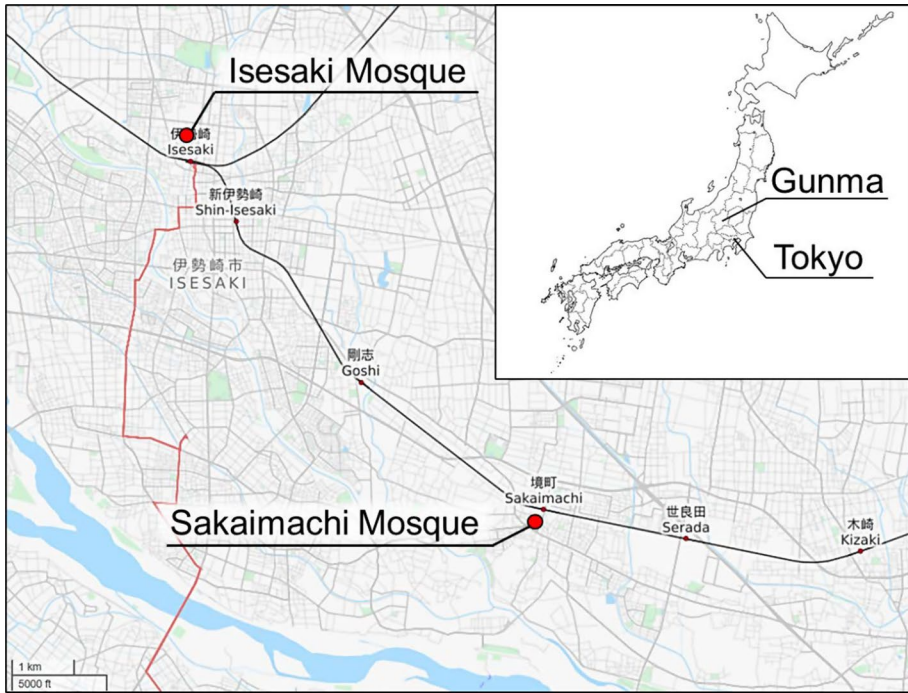 Isesaki Mosque
伊勢崎
Isesaki
新伊勢崎
Shin-Isesaki
伊勢崎市
ISESAKI
剛志
Goshi
境町
Sakaimachi
Sakaimachi Mosque
世良田
Serada
木崎
Kizaki
1 km
5000 ft
Gunma
Tokyo